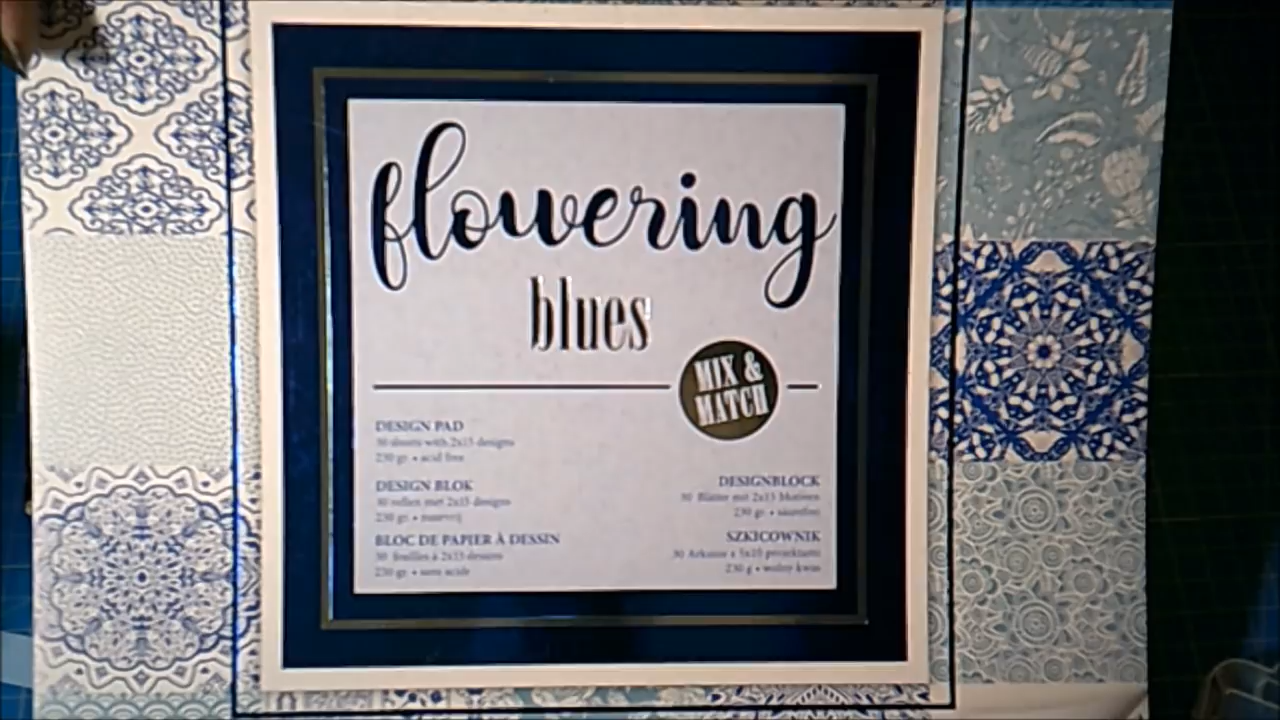 flowering
blues
MIX &
MATCH
DESIGN PAD
30 sheets with 2x15 designs
230 gr. • acid free
DESIGN BLOK
30 vellen met 2x15 designs
230 gr. • zuurvrij
BLOC DE PAPIER À DESSIN
30 feuilles à 2x15 dessins
230 gr. • sans acide
DESIGNBLOCK
30 Blätter mit 2x15 Motiven
230 gr. • säurefrei
SZKICOWNIK
30 Arkusze z
230 g • wolny kwas